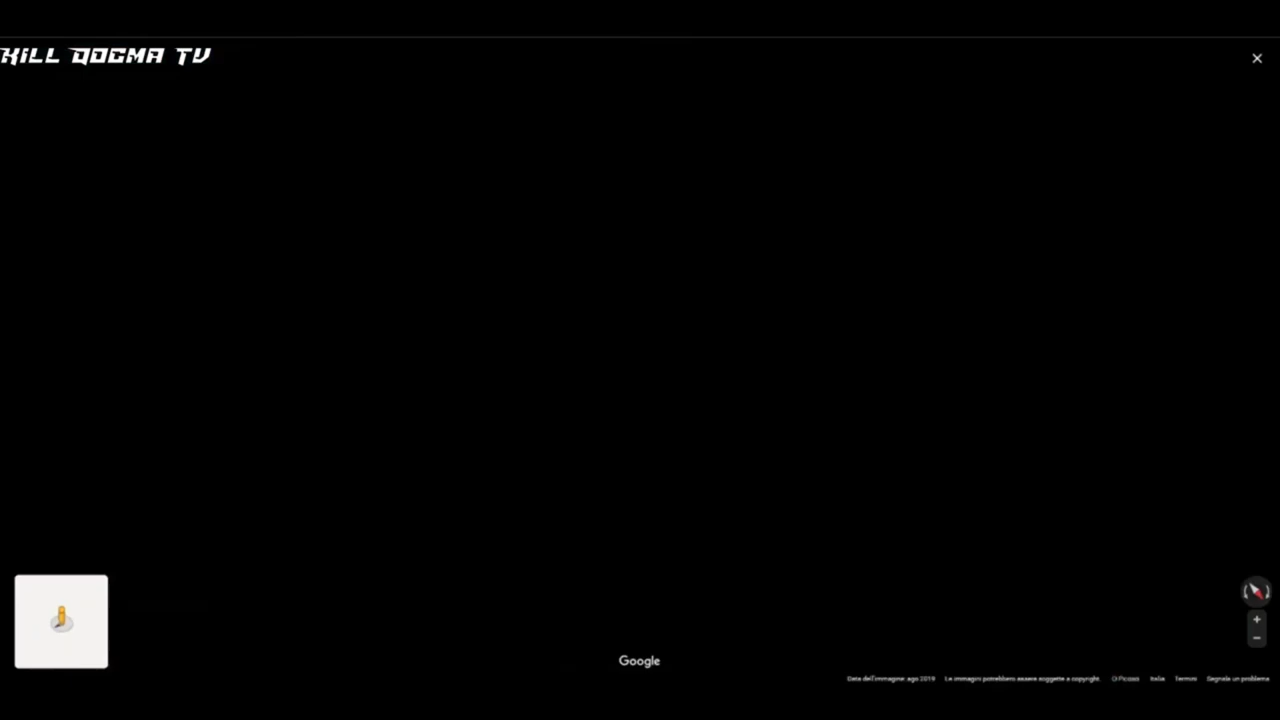 KiLL DOGMA TV
Google
Data dell'immagine: ago 2019 Le immagini potrebbero essere soggette a copyright. Italia Termini Segnala un problema